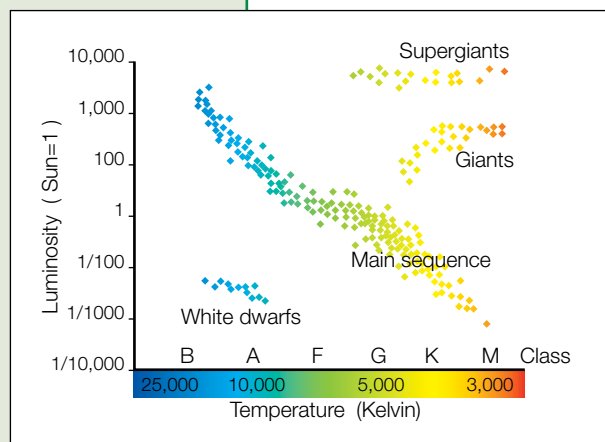 Supergiants
10,000
1,000
Giants
100
1
Luminosity ( Sun=1 )
Main sequence
1/100
White dwarfs
1/1000
1/10,000
B A F G K M Class
25,000 10,000 5,000 3,000
Temperature (Kelvin)